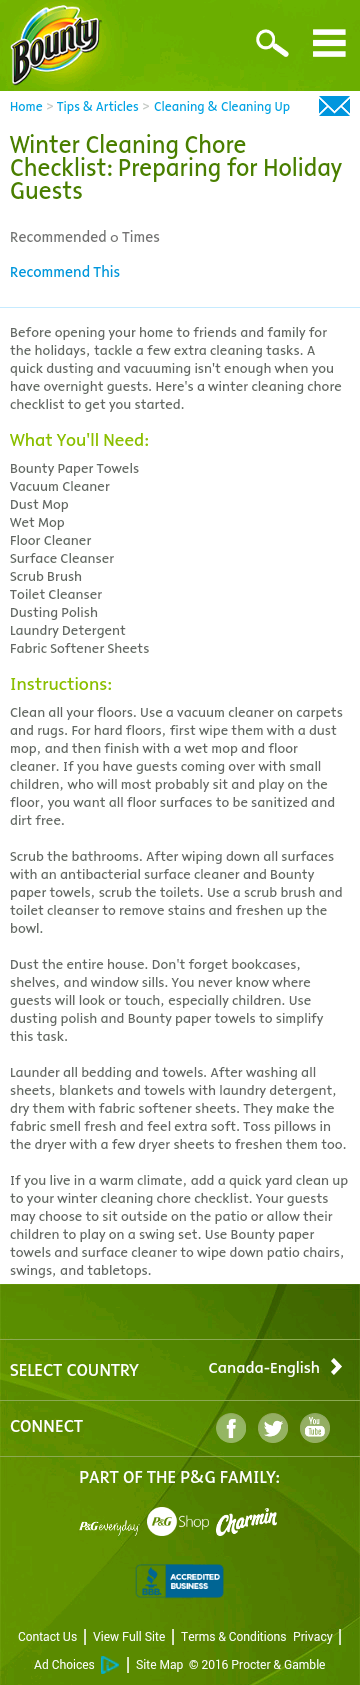 Bounty
Home > Tips & Articles > Cleaning & Cleaning Up
Winter Cleaning Chore
Checklist: Preparing for Holiday
Guests
Recommended 0 Times
Recommend This
Before opening your home to friends and family for
the holidays, tackle a few extra cleaning tasks. A
quick dusting and vacuuming isn't enough when you
have overnight guests. Here's a winter cleaning chore
checklist to get you started.
What You'll Need:
Bounty Paper Towels
Vacuum Cleaner
Dust Mop
Wet Mop
Floor Cleaner
Surface Cleanser
Scrub Brush
Toilet Cleanser
Dusting Polish
Laundry Detergent
Fabric Softener Sheets
Instructions:
Clean all your floors. Use a vacuum cleaner on carpets
and rugs. For hard floors, first wipe them with a dust
mop, and then finish with a wet mop and floor
cleaner. If you have guests coming over with small
children, who will most probably sit and play on the
floor, you want all floor surfaces to be sanitized and
dirt free.
Scrub the bathrooms. After wiping down all surfaces
with an antibacterial surface cleaner and Bounty
paper towels, scrub the toilets. Use a scrub brush and
toilet cleanser to remove stains and freshen up the
bowl.
Dust the entire house. Don't forget bookcases,
shelves, and window sills. You never know where
guests will look or touch, especially children. Use
dusting polish and Bounty paper towels to simplify
this task.
Launder all bedding and towels. After washing all
sheets, blankets and towels with laundry detergent,
dry them with fabric softener sheets. They make the
fabric smell fresh and feel extra soft. Toss pillows in
the dryer with a few dryer sheets to freshen them too.
If you live in a warm climate, add a quick yard clean up
to your winter cleaning chore checklist. Your guests
may choose to sit outside on the patio or allow their
children to play on a swing set. Use Bounty paper
towels and surface cleaner to wipe down patio chairs,
swings, and tabletops.
SELECT COUNTRY Canada-English
CONNECT f You Tube
PART OF THE P&G FAMILY:
P&G everyday P&G Shop Charmin
BBB ACCREDITED BUSINESS
Contact Us | View Full Site | Terms & Conditions Privacy |
Ad Choices | Site Map © 2016 Procter & Gamble